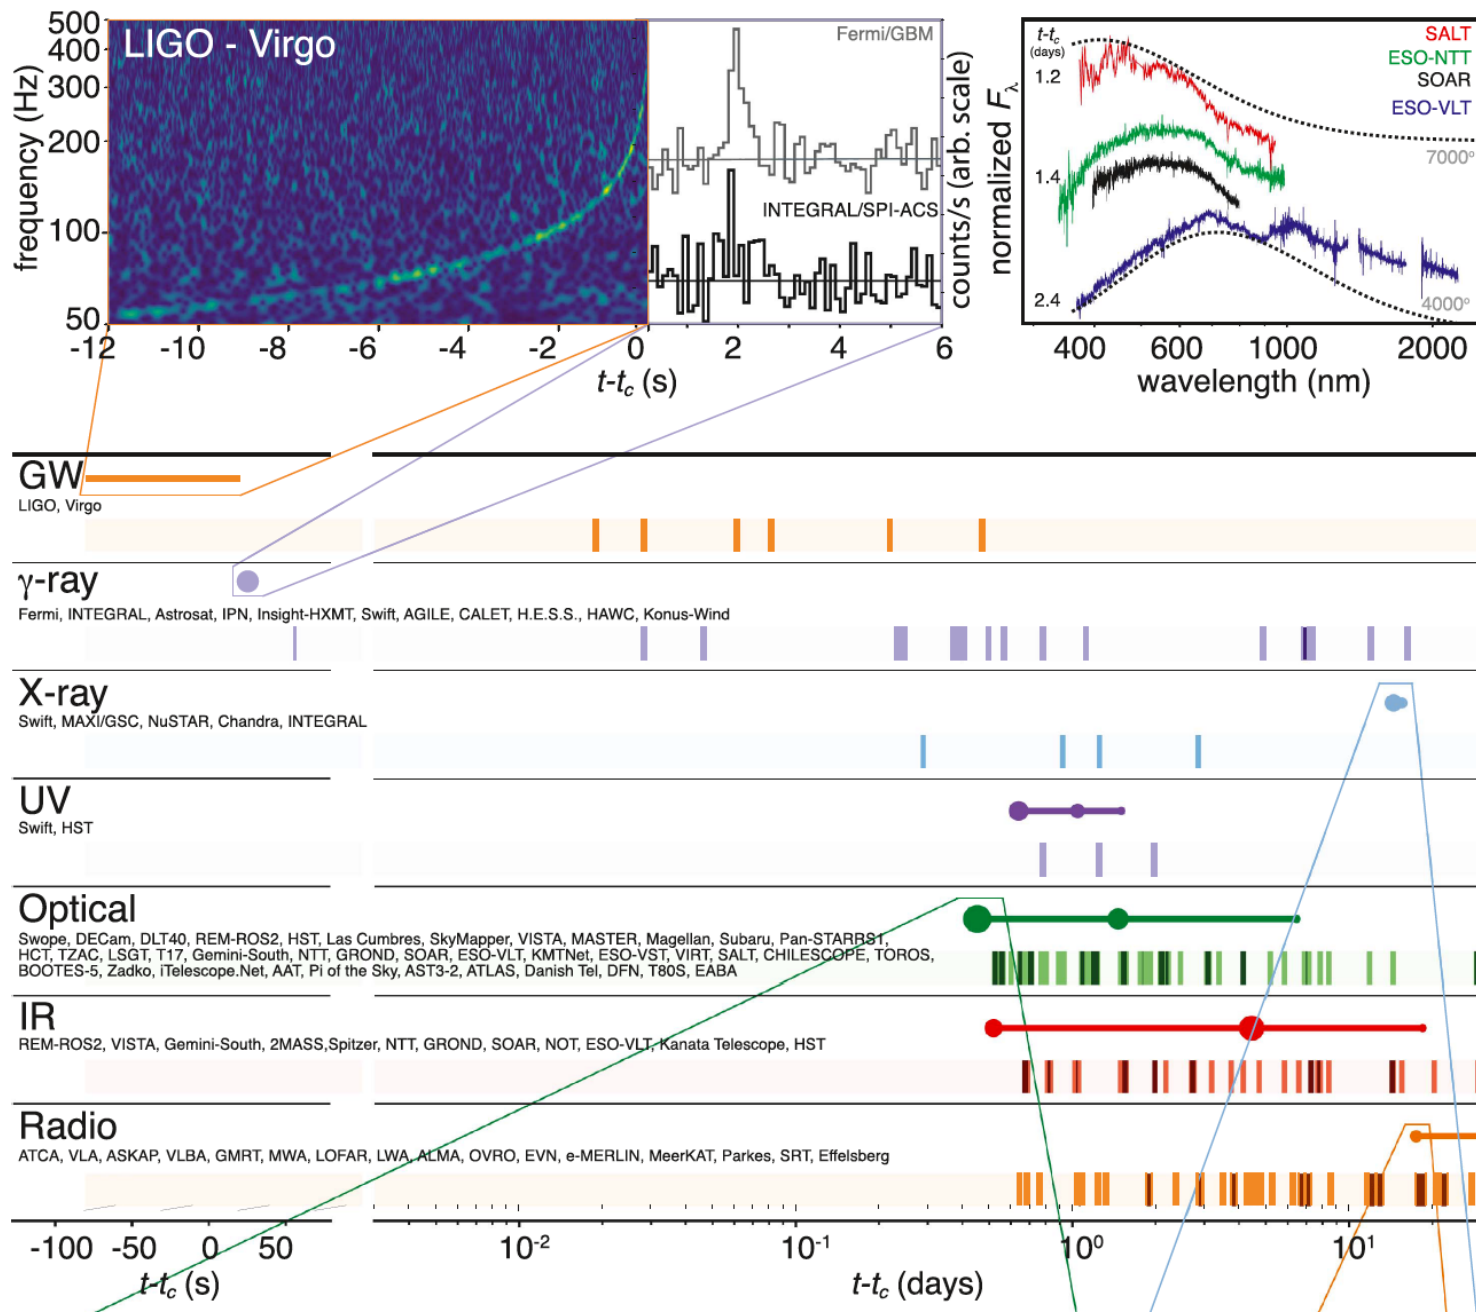 500
400
300
200
100
50
frequency (Hz)
LIGO - Virgo
-12 -10 -8 -6 -4 -2 0 2 4 6
t-tc (s)
Fermi/GBM
INTEGRAL/SPI-ACS
counts/s (arb. scale)
normalized Fλ
t-tc
(days)
1.2
1.4
2.4
SALT
ESO-NTT
SOAR
ESO-VLT
7000°
4000°
400 600 1000 2000
wavelength (nm)
GW
LIGO, Virgo
γ-ray
Fermi, INTEGRAL, Astrosat, IPN, Insight-HXMT, Swift, AGILE, CALET, H.E.S.S., HAWC, Konus-Wind
X-ray
Swift, MAXI/GSC, NuSTAR, Chandra, INTEGRAL
UV
Swift, HST
Optical
Swope, DECam, DLT40, REM-ROS2, HST, Las Cumbres, SkyMapper, VISTA, MASTER, Magellan, Subaru, Pan-STARRS1,
HCT, TZAC, LSGT, T17, Gemini-South, NTT, GROND, SOAR, ESO-VLT, KMTNet, ESO-VST, VIRT, SALT, CHILESCOPE, TOROS,
BOOTES-5, Zadko, iTelescope.Net, AAT, Pi of the Sky, AST3-2, ATLAS, Danish Tel, DFN, T80S, EABA
IR
REM-ROS2, VISTA, Gemini-South, 2MASS,Spitzer, NTT, GROND, SOAR, NOT, ESO-VLT, Kanata Telescope, HST
Radio
ATCA, VLA, ASKAP, VLBA, GMRT, MWA, LOFAR, LWA, ALMA, OVRO, EVN, e-MERLIN, MeerKAT, Parkes, SRT, Effelsberg
-100 -50 0 50 10⁻² 10⁻¹ 10⁰ 10¹
t-tc (s) t-tc (days)